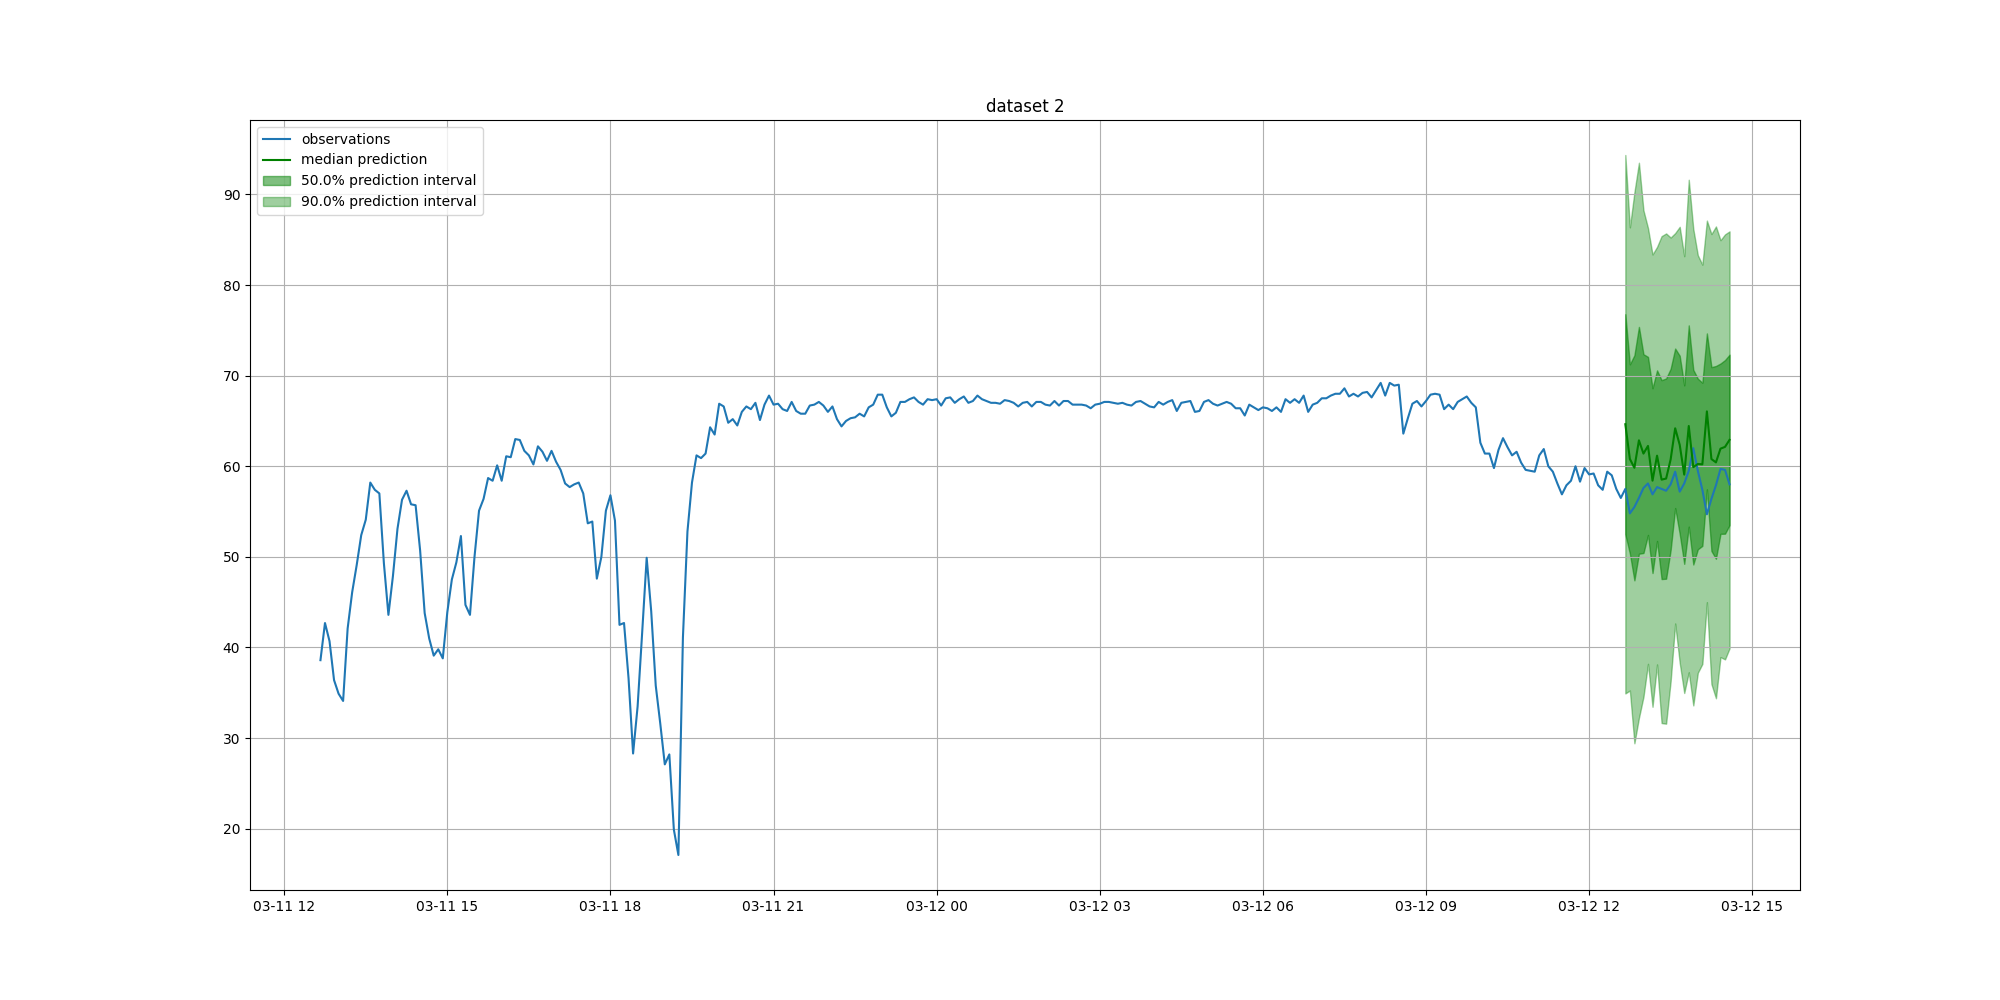 dataset 2
observations
median prediction
50.0% prediction interval
90.0% prediction interval
90
80
70
60
50
40
30
20
03-11 12 03-11 15 03-11 18 03-11 21 03-12 00 03-12 03 03-12 06 03-12 09 03-12 12 03-12 15